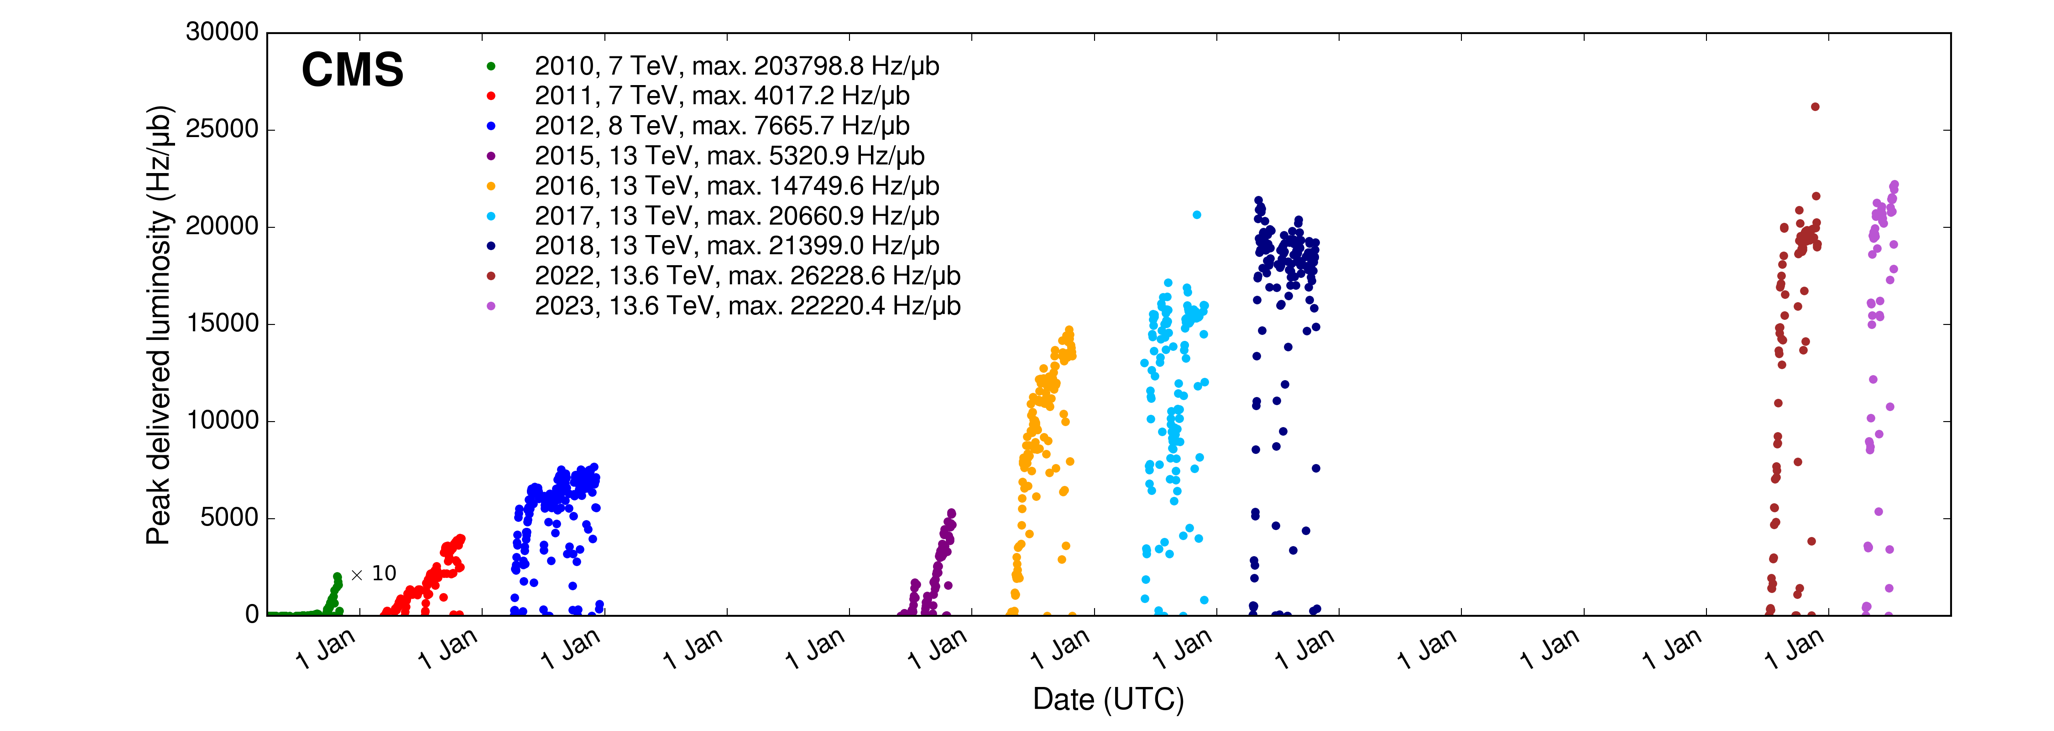 CMS
2010, 7 TeV, max. 203798.8 Hz/µb
2011, 7 TeV, max. 4017.2 Hz/µb
2012, 8 TeV, max. 7665.7 Hz/µb
2015, 13 TeV, max. 5320.9 Hz/µb
2016, 13 TeV, max. 14749.6 Hz/µb
2017, 13 TeV, max. 20660.9 Hz/µb
2018, 13 TeV, max. 21399.0 Hz/µb
2022, 13.6 TeV, max. 26228.6 Hz/µb
2023, 13.6 TeV, max. 22220.4 Hz/µb
Peak delivered luminosity (Hz/µb)
30000
25000
20000
15000
10000
5000
0
× 10
1 Jan
1 Jan
1 Jan
1 Jan
1 Jan
1 Jan
1 Jan
1 Jan
1 Jan
1 Jan
1 Jan
1 Jan
1 Jan
Date (UTC)